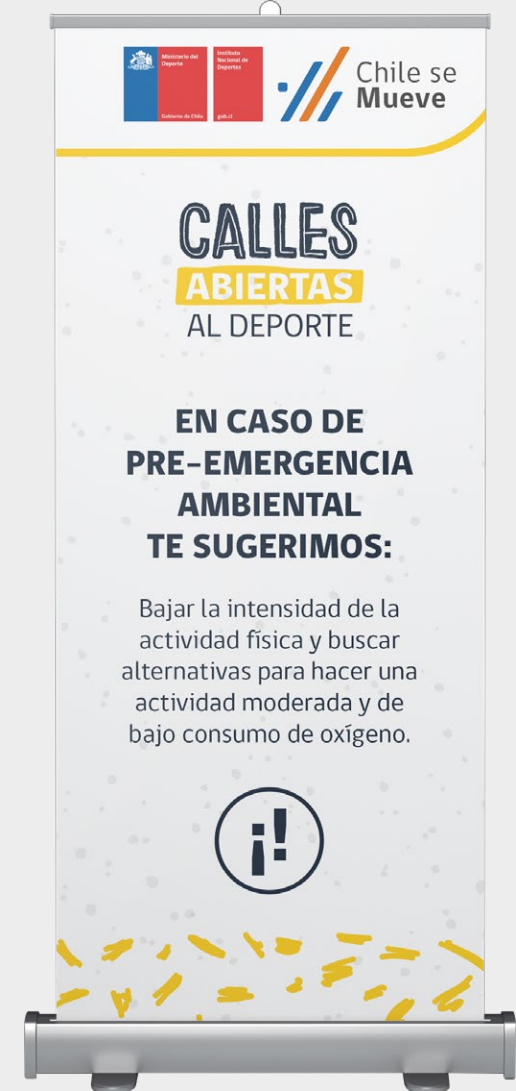 Ministerio del
Deporte
Gobierno de Chile
Instituto
Nacional de
Deportes
gob.cl
Chile se
Mueve
CALLES
ABIERTAS
AL DEPORTE
EN CASO DE
PRE-EMERGENCIA
AMBIENTAL
TE SUGERIMOS:
Bajar la intensidad de la
actividad física y buscar
alternativas para hacer una
actividad moderada y de
bajo consumo de oxígeno.
¡!